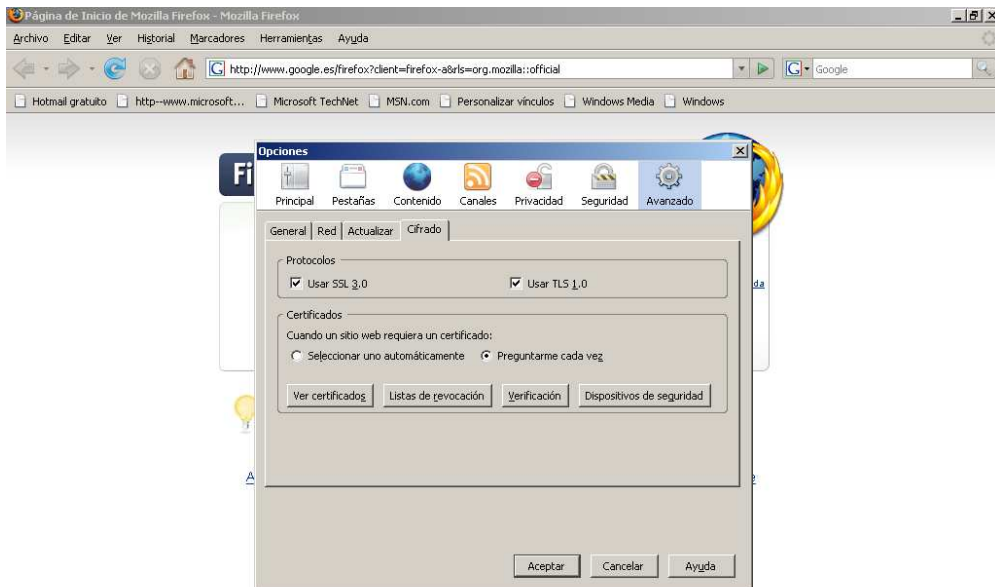 Página de Inicio de Mozilla Firefox - Mozilla Firefox
Archivo Editar Ver Historial Marcadores Herramientas Ayuda
http://www.google.es/firefox?client=firefox-a&rls=org.mozilla::official
Google
Hotmail gratuito http--www.microsoft... Microsoft TechNet MSN.com Personalizar vínculos Windows Media Windows
Fi
Opciones
Principal Pestañas Contenido Canales Privacidad Seguridad Avanzado
General Red Actualizar Cifrado
Protocolos
Usar SSL 3.0 Usar TLS 1.0
da
Certificados
Cuando un sitio web requiera un certificado:
Seleccionar uno automáticamente Preguntarme cada vez
Ver certificados Listas de revocación Verificación Dispositivos de seguridad
A
Aceptar Cancelar Ayuda